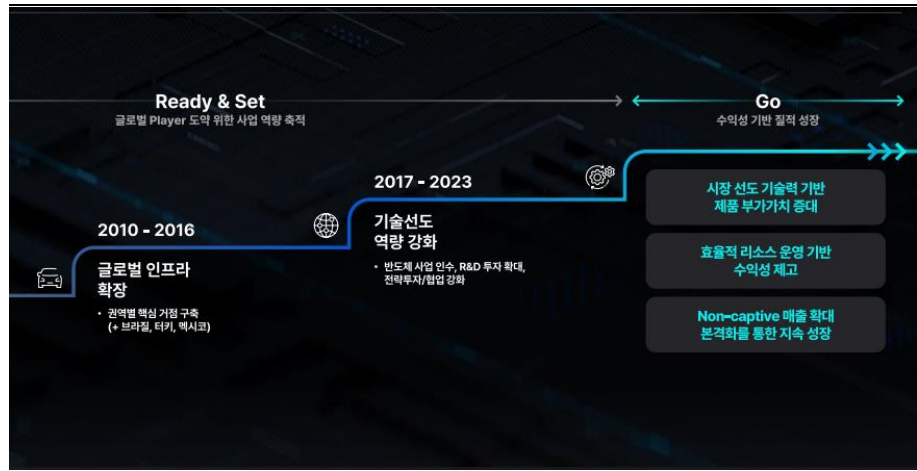 Ready & Set
글로벌 Player 도약 위한 사업 역량 축적
Go
수익성 기반 질적 성장
2010 - 2016
글로벌 인프라
확장
• 권역별 핵심 거점 구축
(+ 브라질, 터키, 멕시코)
2017 - 2023
기술선도
역량 강화
• 반도체 사업 인수, R&D 투자 확대,
전략투자/협업 강화
시장 선도 기술력 기반
제품 부가가치 증대
효율적 리소스 운영 기반
수익성 제고
Non-captive 매출 확대
본격화를 통한 지속 성장